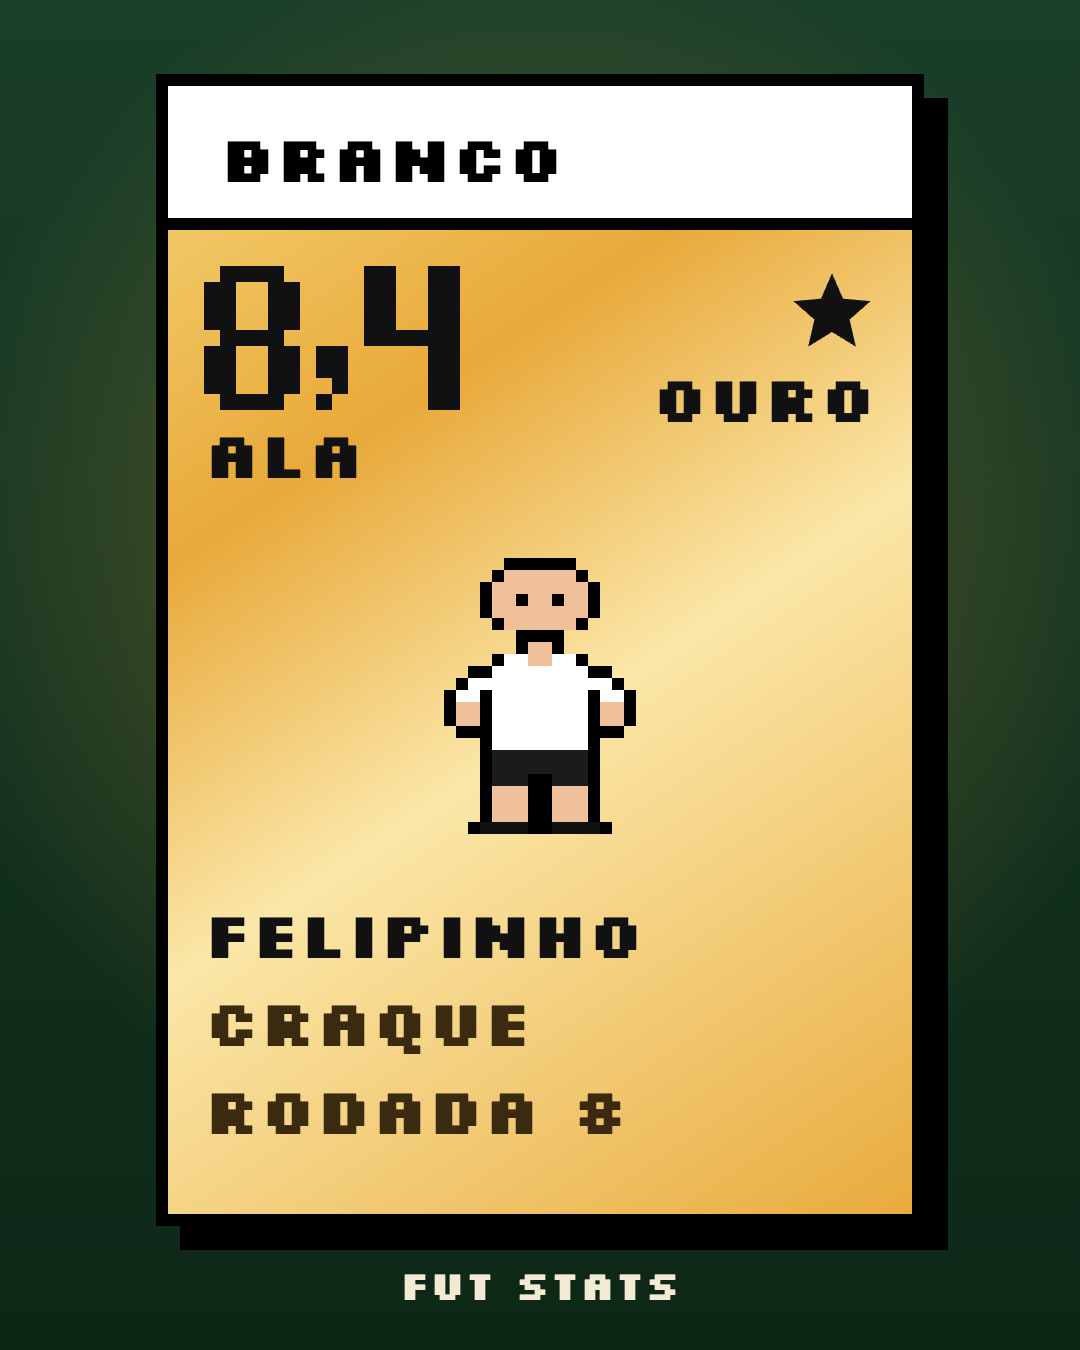 BRANCO
8,4
OURO
ALA
FELIPINHO
CRAQUE
RODADA 8
FUT STATS